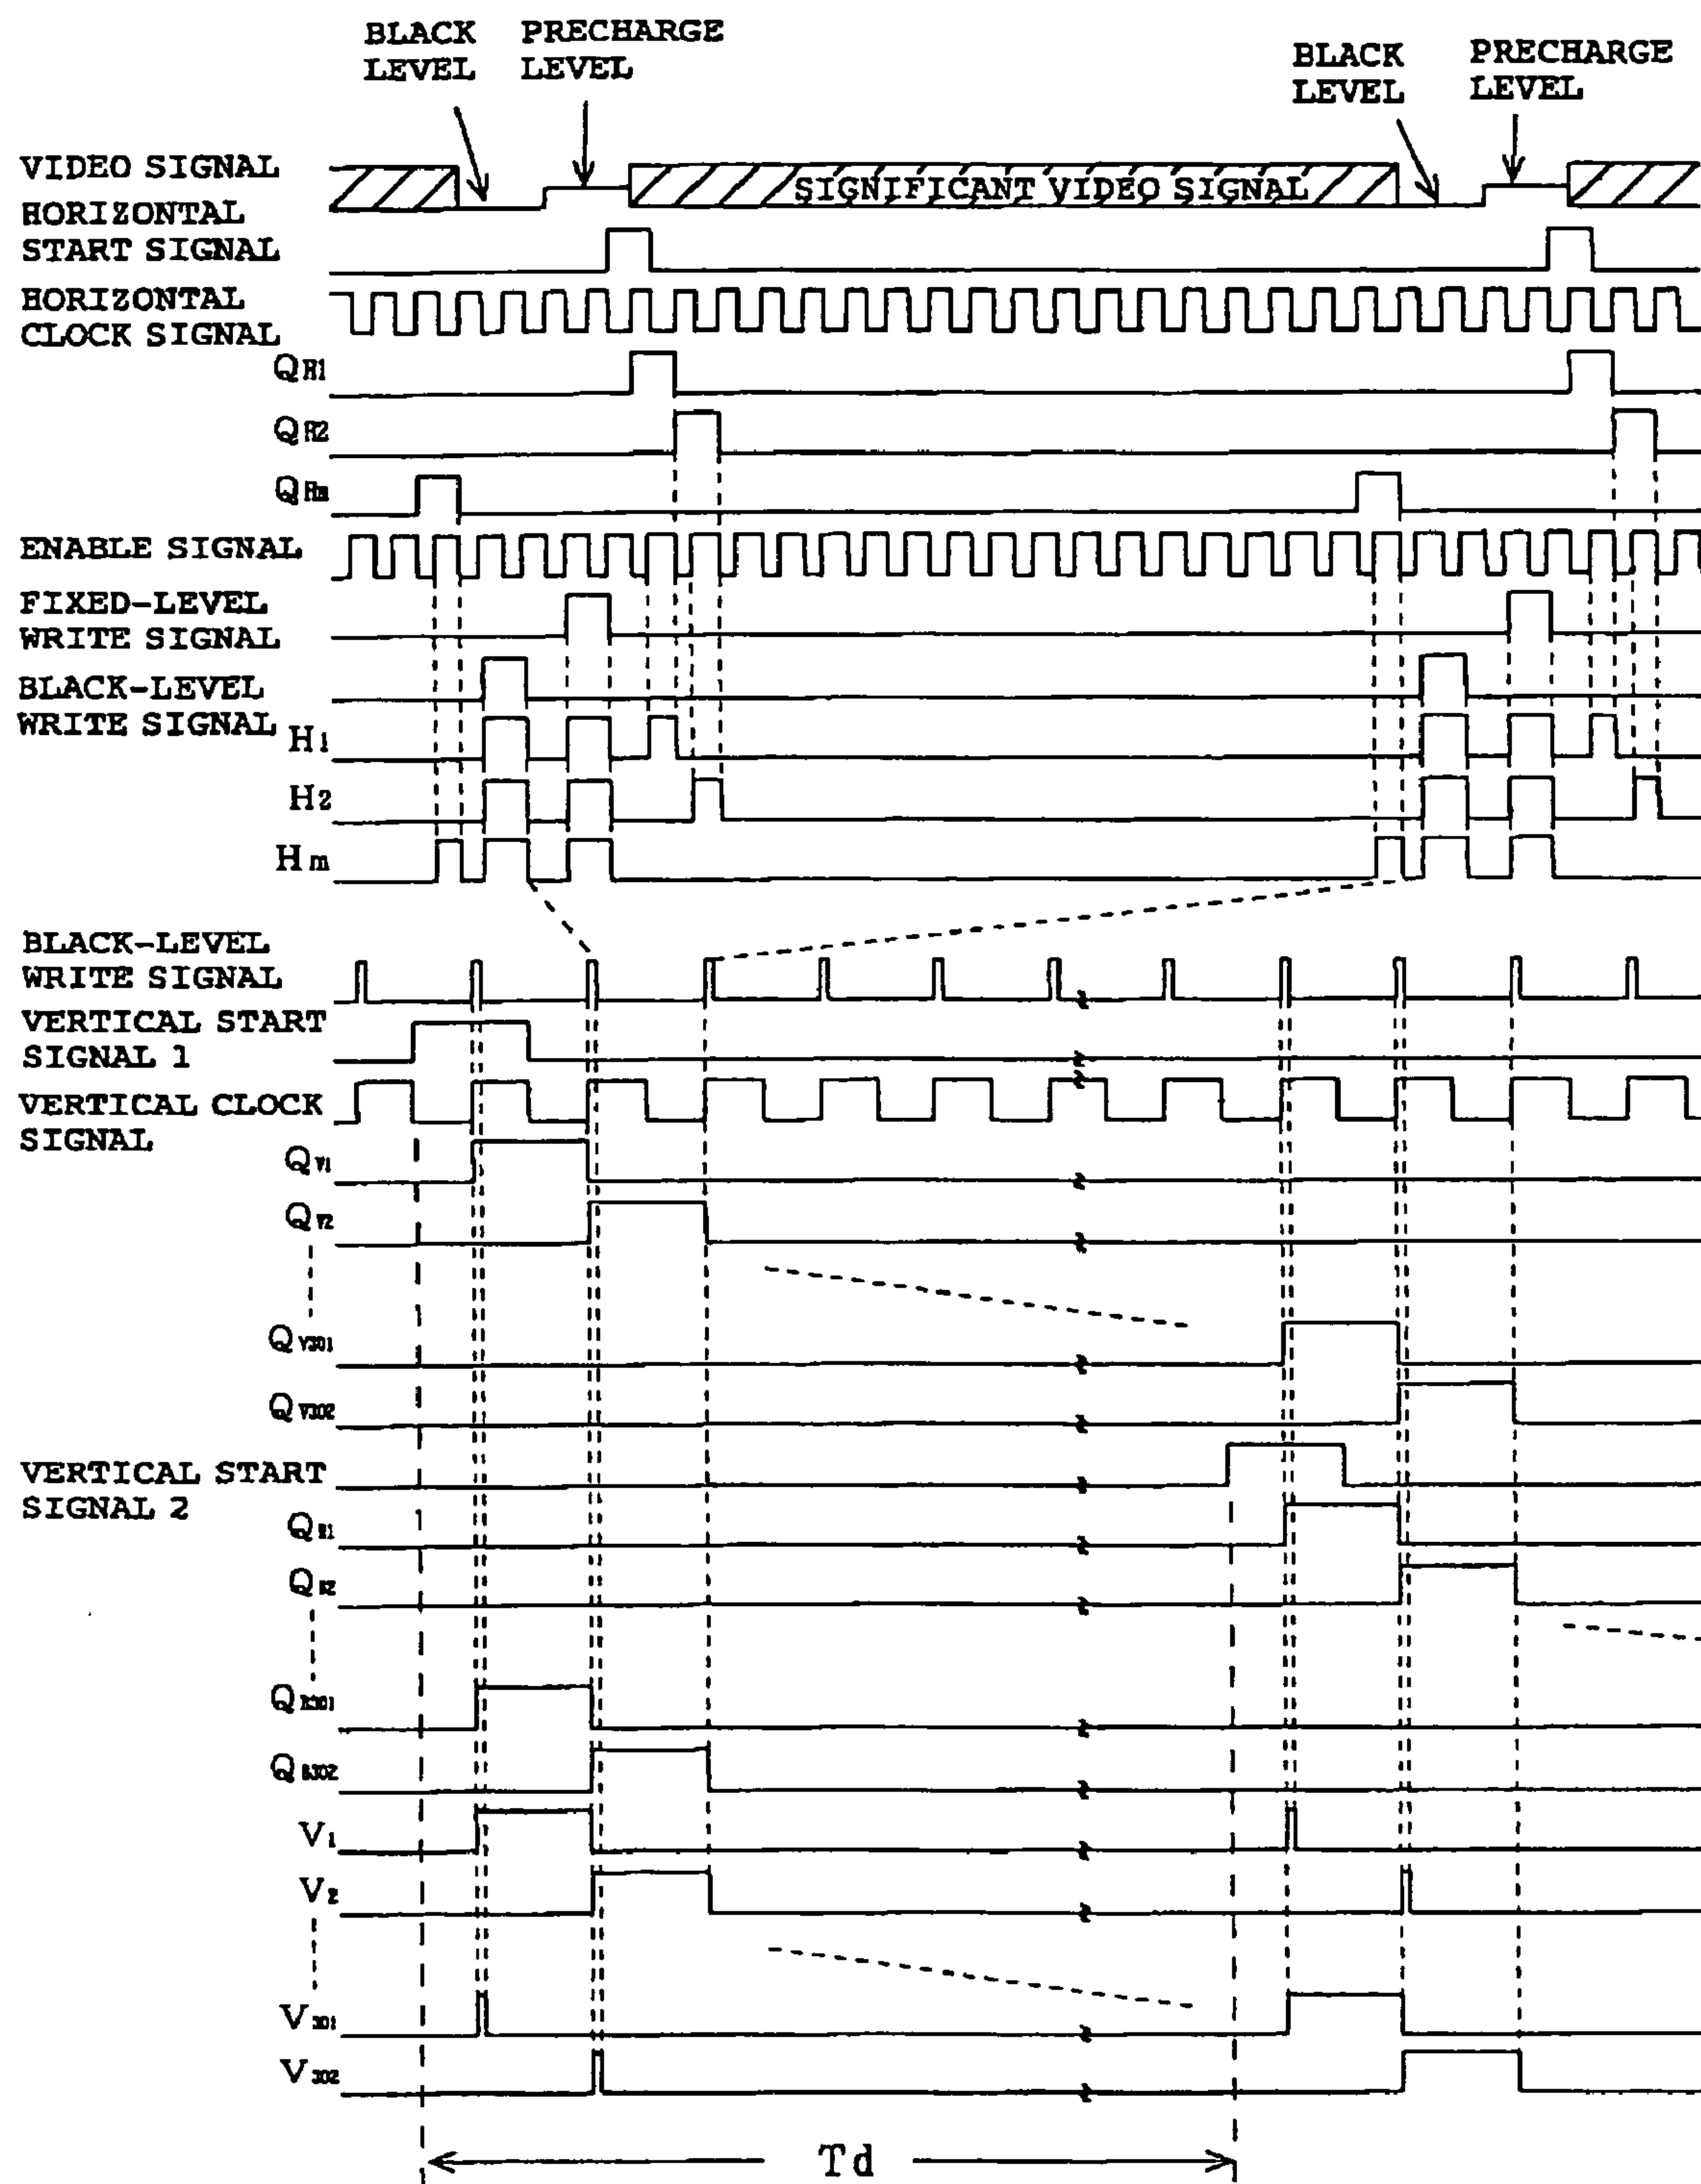 BLACK LEVEL
PRECHARGE LEVEL
BLACK LEVEL
PRECHARGE LEVEL
VIDEO SIGNAL
SIGNIFICANT VIDEO SIGNAL
HORIZONTAL
START SIGNAL
HORIZONTAL
CLOCK SIGNAL
QH1
QH2
QHm
ENABLE SIGNAL
FIXED-LEVEL
WRITE SIGNAL
BLACK-LEVEL
WRITE SIGNAL
H1
H2
Hm
BLACK-LEVEL
WRITE SIGNAL
VERTICAL START
SIGNAL 1
VERTICAL CLOCK
SIGNAL
QV1
QV2
QV301
QV302
VERTICAL START
SIGNAL 2
QB1
QB2
QB301
QB302
V1
V2
V301
V302
Td